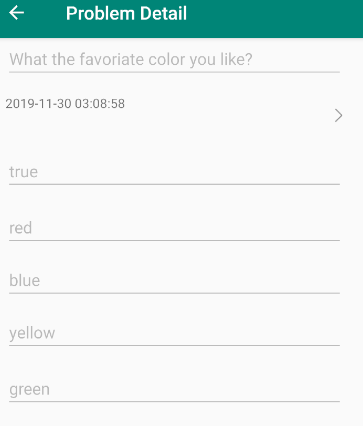 Problem Detail
What the favoriate color you like?
2019-11-30 03:08:58
true
red
blue
yellow
green